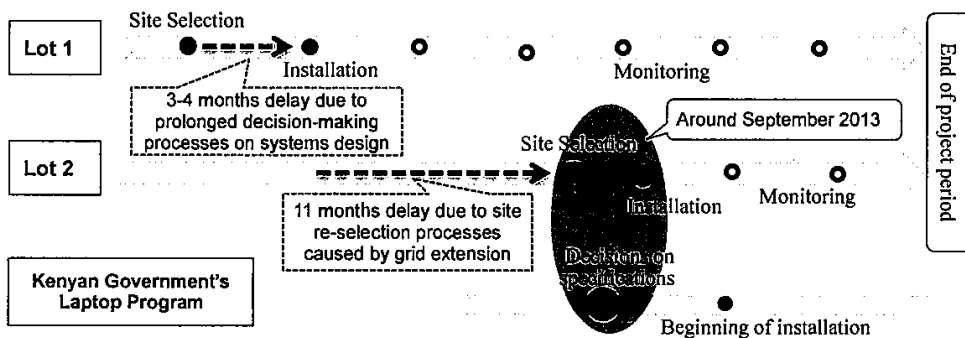 Site Selection
Lot 1
Installation
Monitoring
3-4 months delay due to
prolonged decision-making
processes on systems design
Around September 2013
Site Selection
Lot 2
Monitoring
Installation
11 months delay due to site
re-selection processes
caused by grid extension
Decisions on
specifications
Kenyan Government's
Laptop Program
Beginning of installation
End of project period